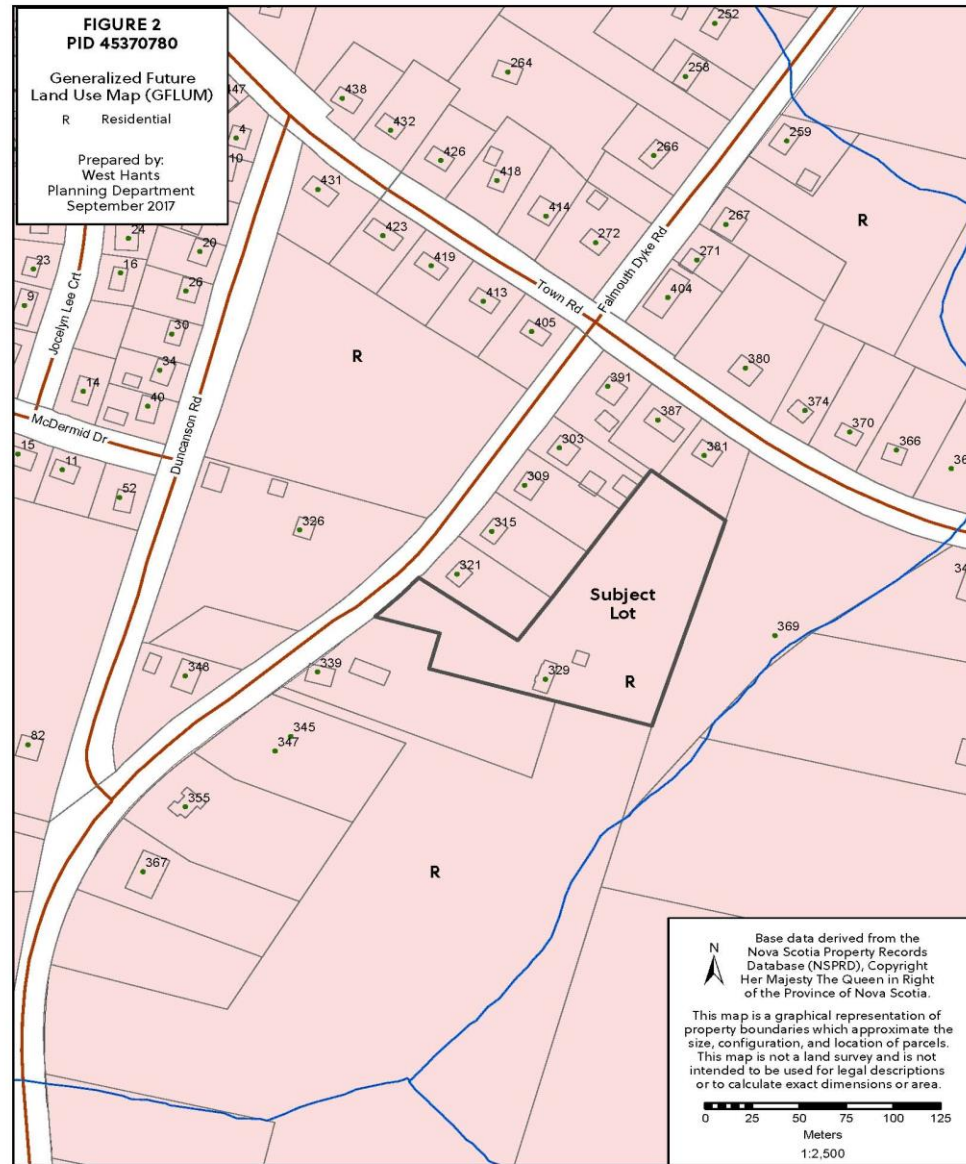 FIGURE 2
PID 45370780
Generalized Future
Land Use Map (GFLUM)
R Residential
Prepared by:
West Hants
Planning Department
September 2017
252
264
258
438
147
4
432
259
10
426
266
418
431
414
267
R
24
423
272
20
Falmouth Dyke Rd
271
23
16
419
404
26
Town Rd
9
413
Jocelyn Lee Crt
30
405
R
380
34
391
14
40
374
387
370
McDermid Dr
303
381
366
15
11
Duncanson Rd
309
36
52
326
315
321
34
Subject
Lot
369
348
339
329
R
345
82
347
355
367
R
N
Base data derived from the
Nova Scotia Property Records
Database (NSPRD), Copyright
Her Majesty The Queen in Right
of the Province of Nova Scotia.
This map is a graphical representation of
property boundaries which approximate the
size, configuration, and location of parcels.
This map is not a land survey and is not
intended to be used for legal descriptions
or to calculate exact dimensions or area.
0 25 50 75 100 125
Meters
1:2,500